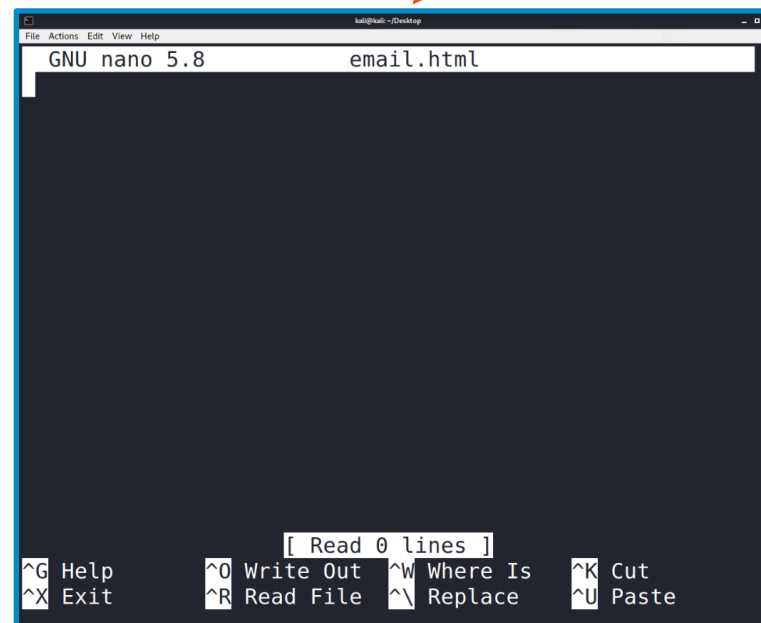 kali@kali: ~/Desktop
File Actions Edit View Help
GNU nano 5.8 email.html
[ Read 0 lines ]
^G Help ^O Write Out ^W Where Is ^K Cut
^X Exit ^R Read File ^\ Replace ^U Paste